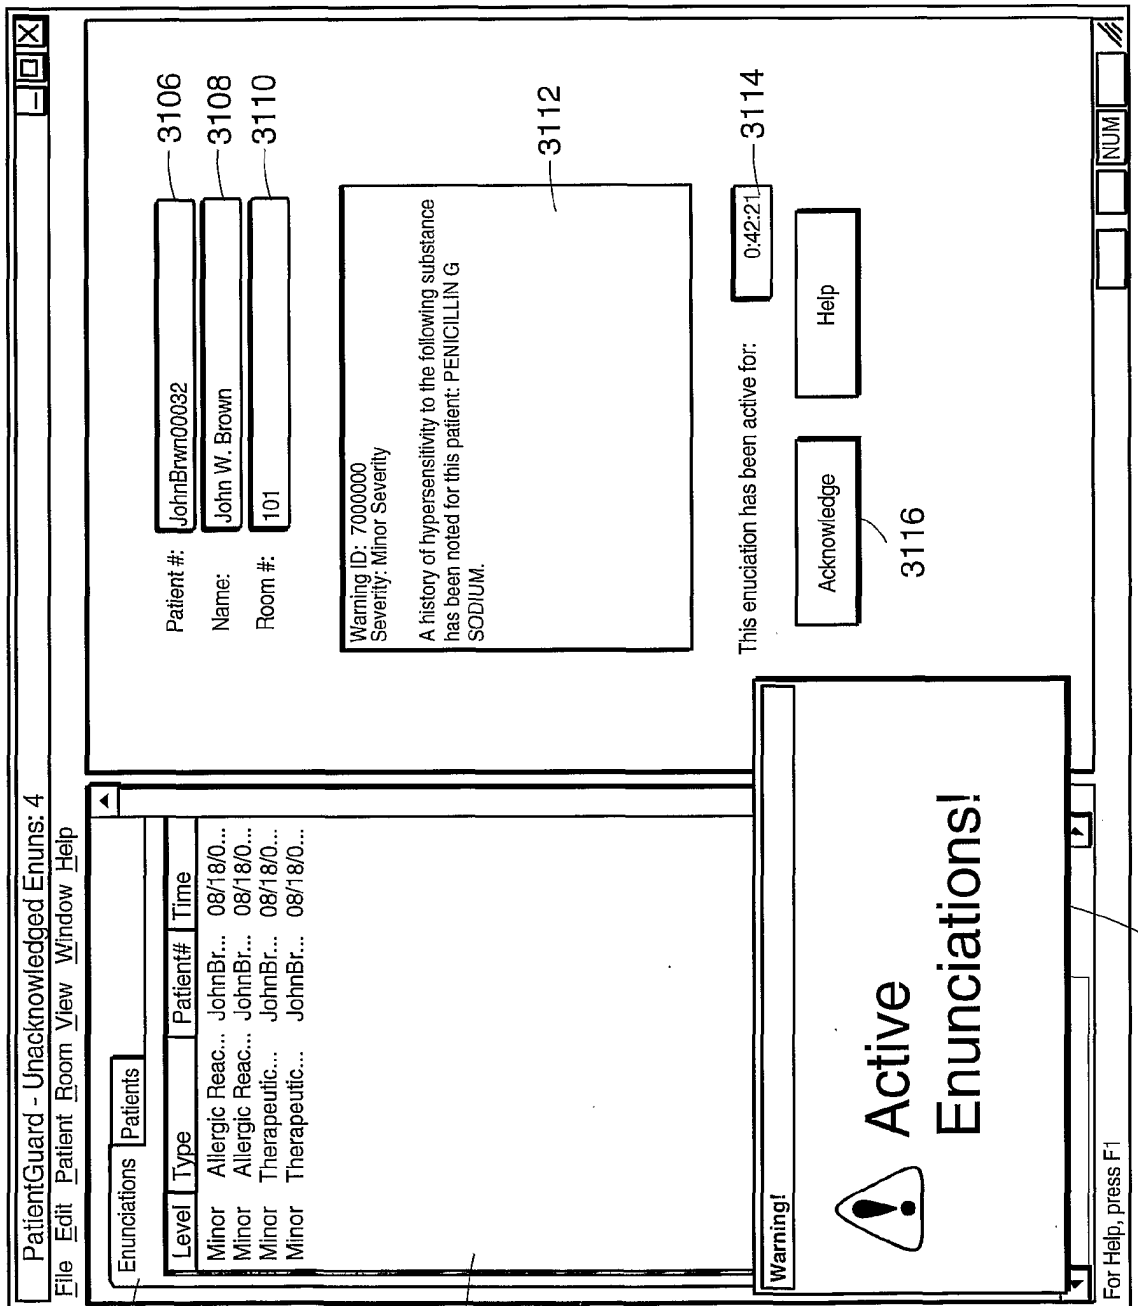 PatientGuard - Unacknowledged Enuns: 4
File Edit Patient Room View Window Help
Enunciations Patients
Level Type Patient# Time
Minor Allergic Reac... JohnBr... 08/18/0...
Minor Allergic Reac... JohnBr... 08/18/0...
Minor Therapeutic... JohnBr... 08/18/0...
Minor Therapeutic... JohnBr... 08/18/0...
Patient #: JohnBrwn00032 3106
Name: John W. Brown 3108
Room #: 101 3110
Warning ID: 7000000
Severity: Minor Severity
A history of hypersensitivity to the following substance
has been noted for this patient: PENICILLIN G
SODIUM.
3112
This enuciation has been active for: 0:42:21 3114
Acknowledge Help
3116
Warning!
Active
Enunciations!
For Help, press F1
NUM